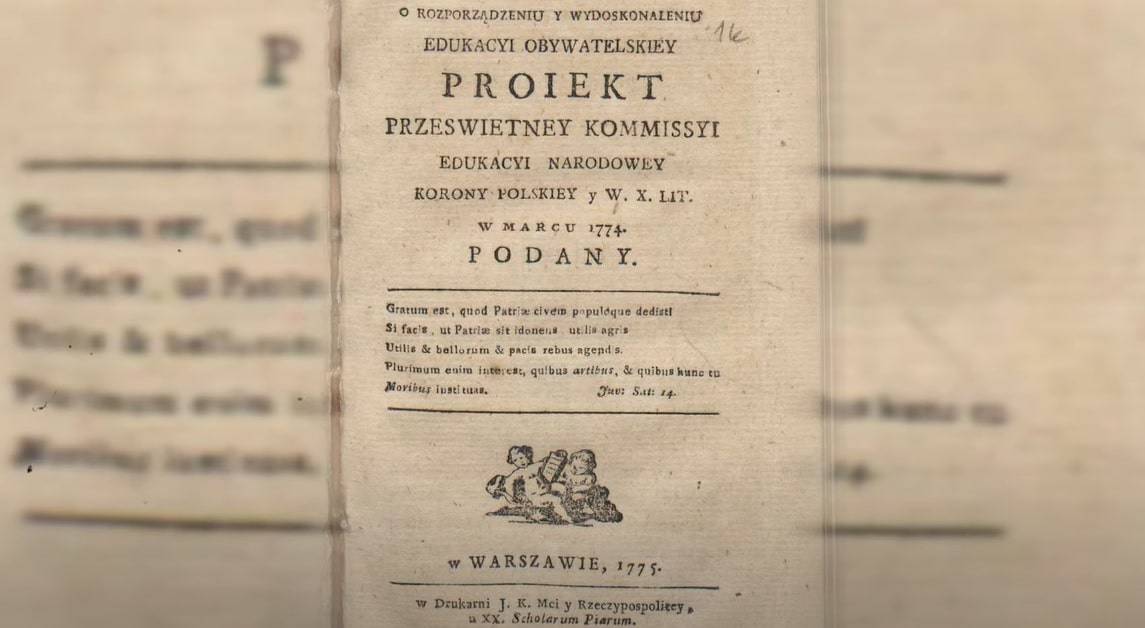 O ROZPORZĄDZENIU Y WYDOSKONALENIU
EDUKACYI OBYWATELSKIEY
PROIEKT
PRZESWIETNEY KOMMISSYI
EDUKACYI NARODOWEY
KORONY POLSKIEY y W. X. LIT.
W MARCU 1774.
PODANY.
Gratum est, quod Patriæ civem populoque dedisti
Si facis, ut Patriæ sit idoneus utilis agris
Utilis & bellorum & pacis rebus agendis.
Plurimum enim interest, quibus artibus, & quibus hunc tu
Moribus instituas. Juv: Sat: 14.
w WARSZAWIE, 1775.
w Drukarni J. K. Mci y Rzeczypospolitey,
u XX. Scholarum Piarum.